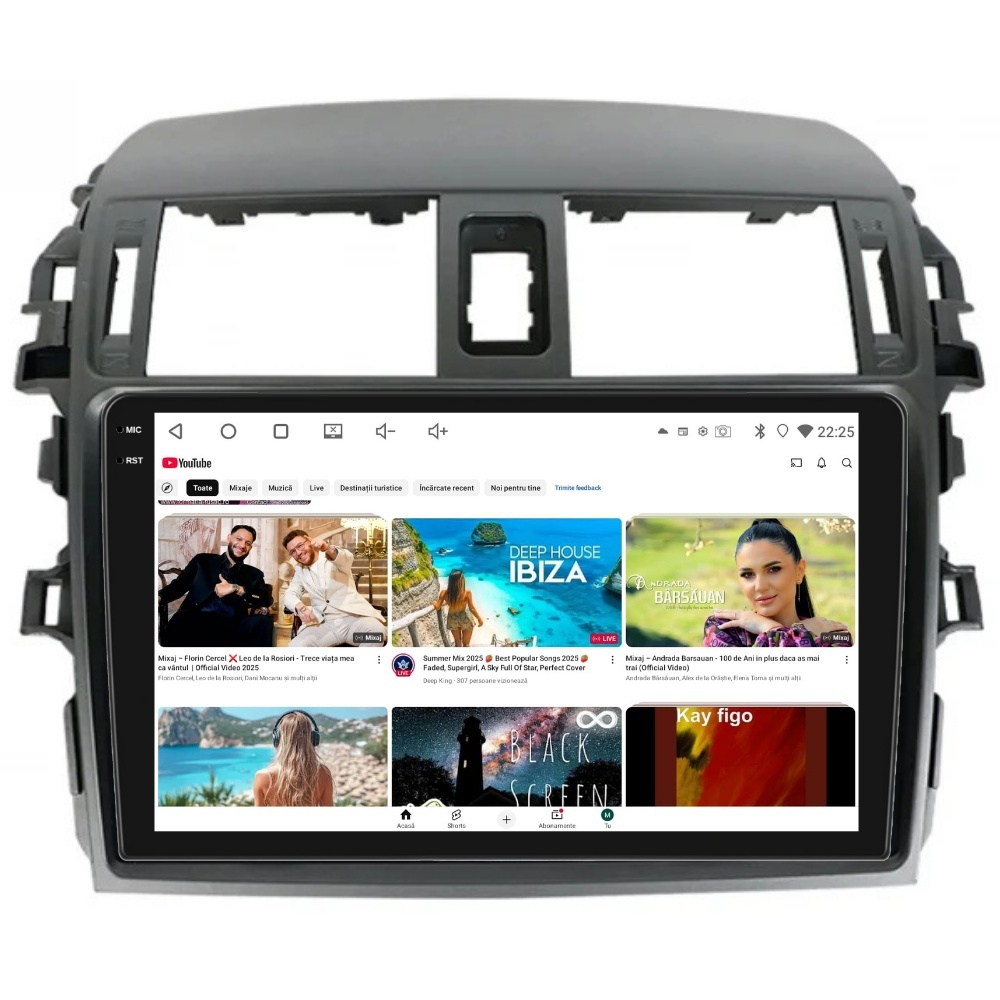 MIC
RST
22:25
YouTube
Toate Mixaje Muzică Live Destinații turistice Încărcate recent Noi pentru tine Trimite feedback
DEEP HOUSE
IBIZA
ANDRADA
BÂRSĂUAN
Mixaj
LIVE
Mixaj
Mixaj – Florin Cercel ❌ Leo de la Rosiori - Trece viața mea
ca vântul | Official Video 2025
Florin Cercel, Leo de la Rosiori, Dani Mocanu și mulți alții
LIVE
Summer Mix 2025 🍓 Best Popular Songs 2025 🍓
Faded, Supergirl, A Sky Full Of Star, Perfect Cover
Deep King · 307 persoane vizionează
Mixaj – Andrada Barsauan - 100 de Ani in plus daca as mai
trai (Official Video)
Andrada Bârsăuan, Alex de la Orăștie, Elena Toma și mulți alții
BLACK
SCREEN
Kay figo
Acasă Shorts Abonamente M Tu